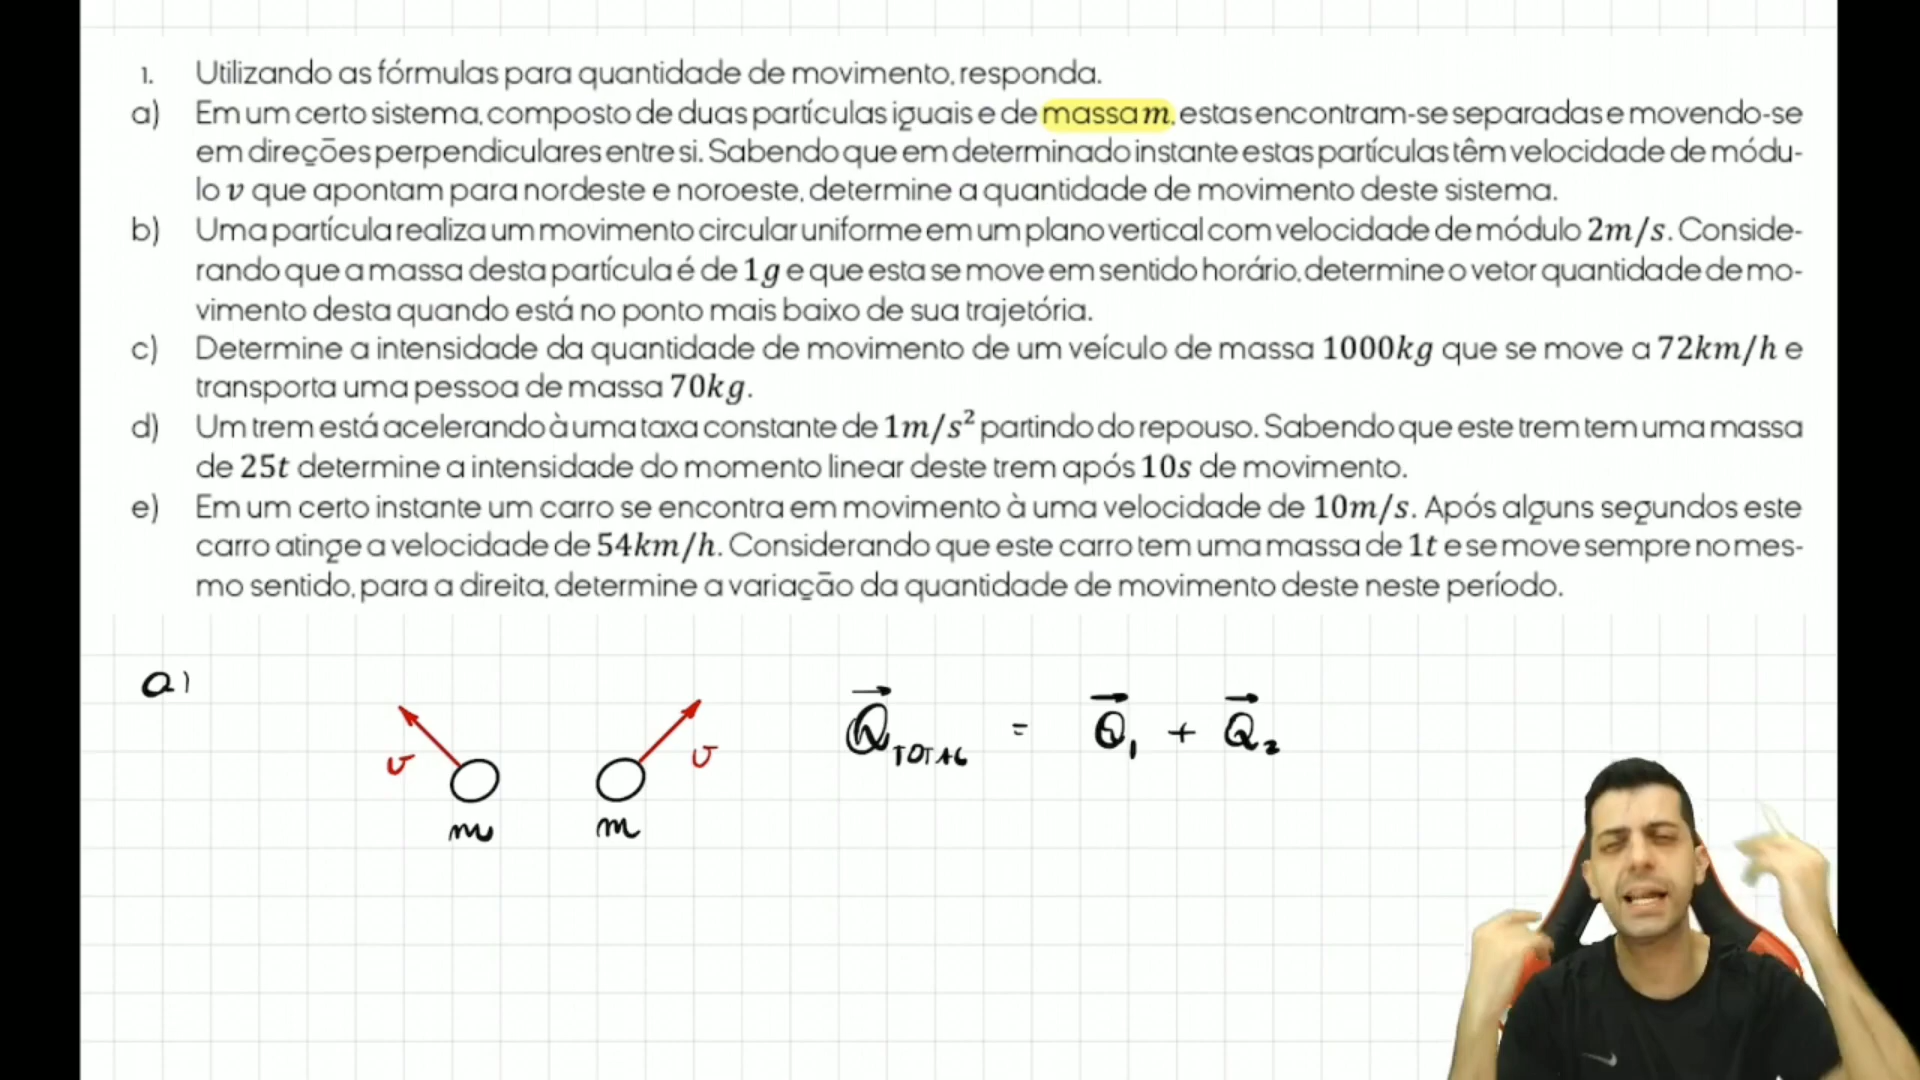 1. Utilizando as fórmulas para quantidade de movimento, responda.
a) Em um certo sistema, composto de duas partículas iguais e de massa m, estas encontram-se separadas e movendo-se
em direções perpendiculares entre si. Sabendo que em determinado instante estas partículas têm velocidade de módu-
lo v que apontam para nordeste e noroeste, determine a quantidade de movimento deste sistema.
b) Uma partícula realiza um movimento circular uniforme em um plano vertical com velocidade de módulo 2m/s. Conside-
rando que a massa desta partícula é de 1g e que esta se move em sentido horário, determine o vetor quantidade de mo-
vimento desta quando está no ponto mais baixo de sua trajetória.
c) Determine a intensidade da quantidade de movimento de um veículo de massa 1000kg que se move a 72km/h e
transporta uma pessoa de massa 70kg.
d) Um trem está acelerando à uma taxa constante de 1m/s² partindo do repouso. Sabendo que este trem tem uma massa
de 25t determine a intensidade do momento linear deste trem após 10s de movimento.
e) Em um certo instante um carro se encontra em movimento à uma velocidade de 10m/s. Após alguns segundos este
carro atinge a velocidade de 54km/h. Considerando que este carro tem uma massa de 1t e se move sempre no mes-
mo sentido, para a direita, determine a variação da quantidade de movimento deste neste período.
a)
v v
m m
Q⃗ TOTAL = Q⃗₁ + Q⃗₂